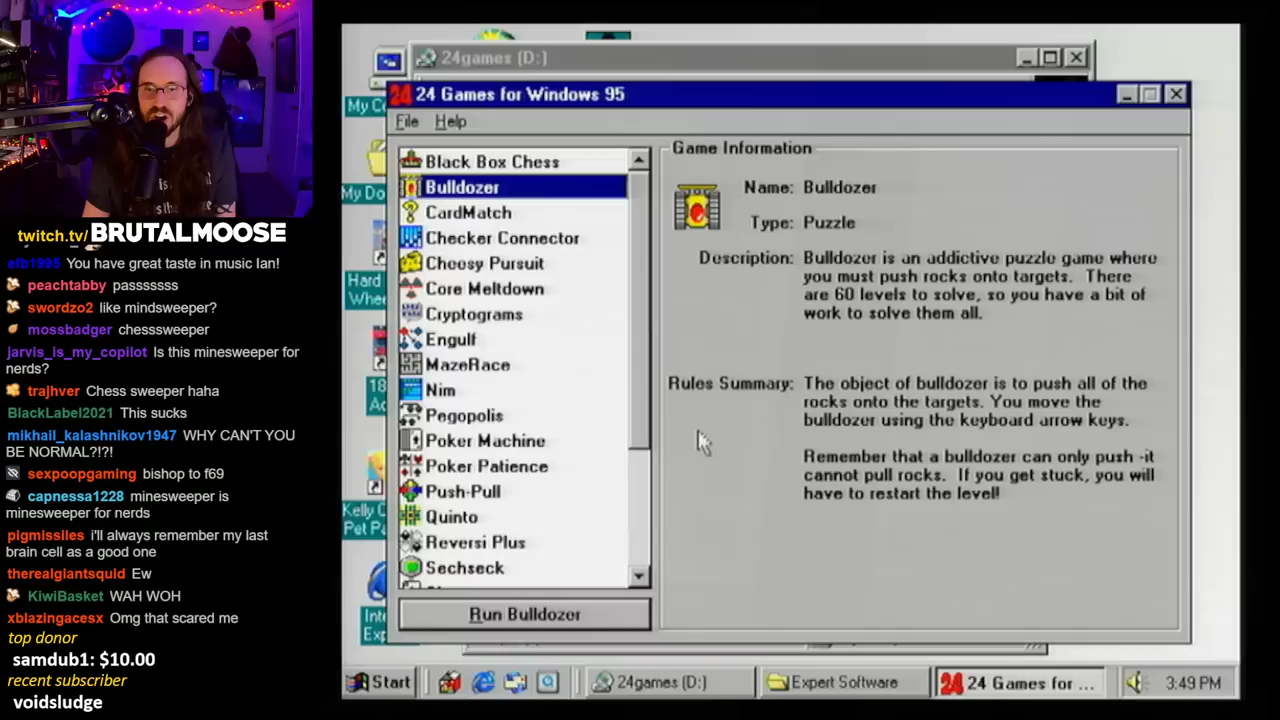 twitch.tv/BRUTALMOOSE
efb1995 You have great taste in music Ian!
peachtabby passsssss
swordzo2 like mindsweeper?
mossbadger chesssweeper
jarvis_is_my_copilot Is this minesweeper for
nerds?
trajhver Chess sweeper haha
BlackLabel2021 This sucks
mikhail_kalashnikov1947 WHY CAN'T YOU
BE NORMAL?!?!
sexpoopgaming bishop to f69
capnessa1228 minesweeper is
minesweeper for nerds
pigmissiles i'll always remember my last
brain cell as a good one
therealgiantsquid Ew
KiwiBasket WAH WOH
xblazingacesx Omg that scared me
top donor
samdub1: $10.00
recent subscriber
voidsludge
24games (D:)
24 Games for Windows 95
File Help
Black Box Chess
Bulldozer
CardMatch
Checker Connector
Cheesy Pursuit
Core Meltdown
Cryptograms
Engulf
MazeRace
Nim
Pegopolis
Poker Machine
Poker Patience
Push-Pull
Quinto
Reversi Plus
Sechseck
Run Bulldozer
Game Information
Name: Bulldozer
Type: Puzzle
Description: Bulldozer is an addictive puzzle game where
you must push rocks onto targets. There
are 60 levels to solve, so you have a bit of
work to solve them all.
Rules Summary: The object of bulldozer is to push all of the
rocks onto the targets. You move the
bulldozer using the keyboard arrow keys.
Remember that a bulldozer can only push -it
cannot pull rocks. If you get stuck, you will
have to restart the level!
My Co
My Do
Hard
Whee
18
Ac
Kelly C
Pet Pa
Inte
Exp
Start
24games (D:)
Expert Software
24 Games for ...
3:49 PM